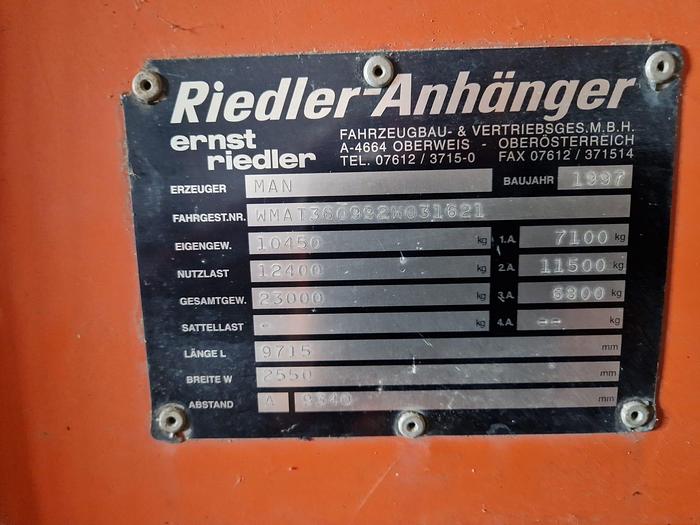 Riedler-Anhänger
ernst riedler
FAHRZEUGBAU- & VERTRIEBSGES.M.B.H.
A-4664 OBERWEIS - OBERÖSTERREICH
TEL. 07612 / 3715-0 FAX 07612 / 371514
ERZEUGER MAN BAUJAHR 1997
FAHRGEST.NR. WMAT360992M031621
EIGENGEW. 10450 kg 1.A. 7100 kg
NUTZLAST 12400 kg 2.A. 11500 kg
GESAMTGEW. 23000 kg 3.A. 6800 kg
SATTELLAST - kg 4.A. -- kg
LÄNGE L 9715 mm
BREITE W 2550 mm
ABSTAND A 9340 mm